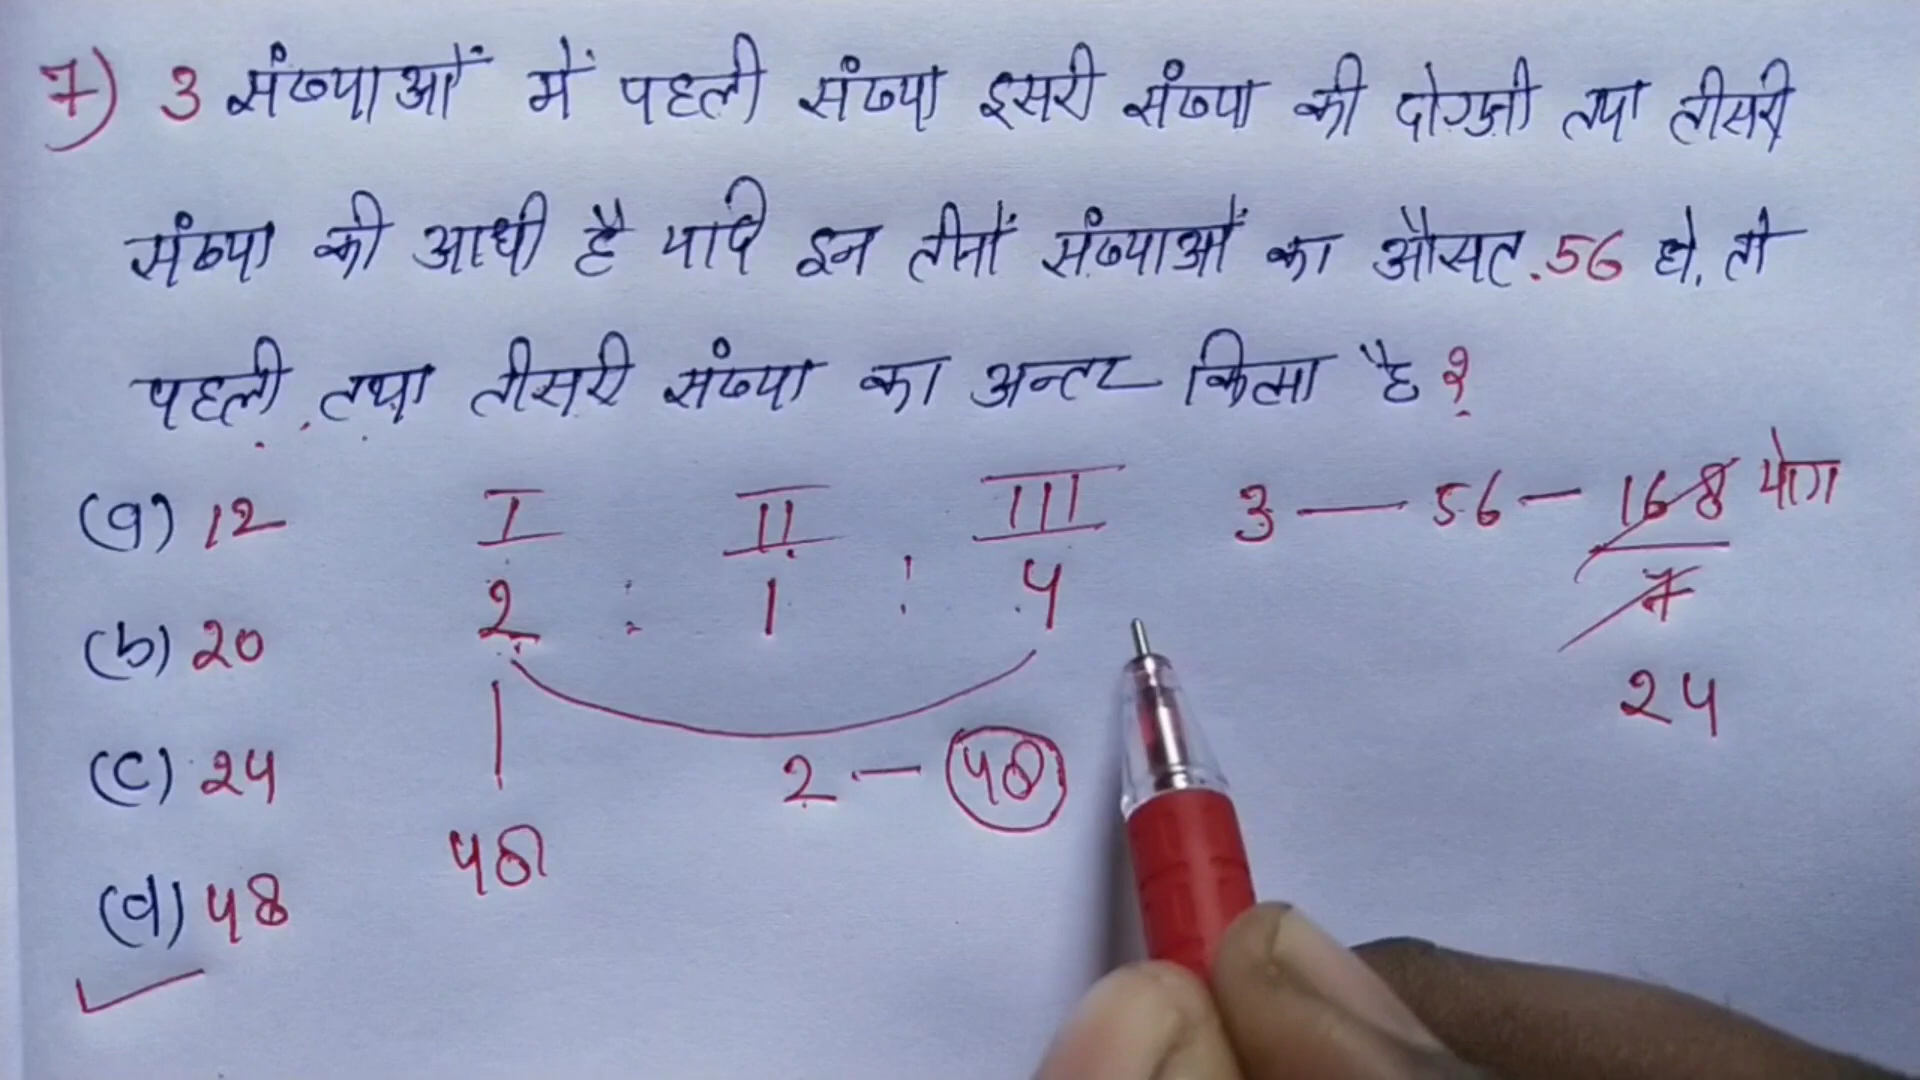 7) 3 संख्याओं में पहली संख्या दूसरी संख्या की दोगुनी तथा तीसरी
संख्या की आधी है यदि इन तीनों संख्याओं का औसत 56 हो, तो
पहली तथा तीसरी संख्या का अन्तर कितना है ?
(a) 12
(b) 20
(c) 24
(d) 48
I II III
2 : 1 : 4
2 — 48
48
3 — 56 — 168 योग
7
24